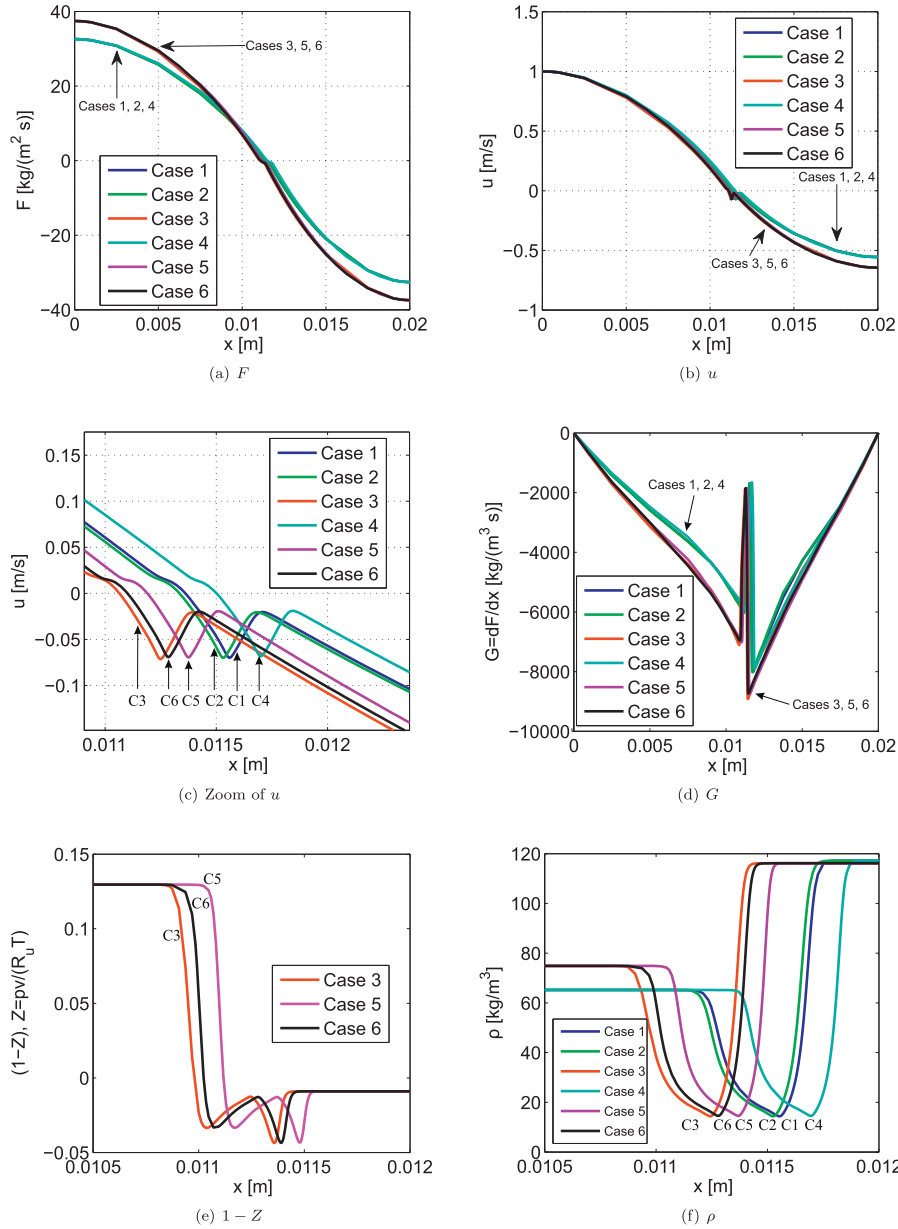 40
20
0
−20
−40
F [kg/(m² s)]
Cases 3, 5, 6
Cases 1, 2, 4
Case 1
Case 2
Case 3
Case 4
Case 5
Case 6
0 0.005 0.01 0.015 0.02
x [m]
(a) F
1
0.5
0
−0.5
−1
u [m/s]
Case 1
Case 2
Case 3
Case 4
Case 5
Case 6
Cases 1, 2, 4
Cases 3, 5, 6
0 0.005 0.01 0.015 0.02
x [m]
(b) u
0.15
0.1
0.05
0
−0.05
−0.1
u [m/s]
Case 1
Case 2
Case 3
Case 4
Case 5
Case 6
C3 C6 C5 C2 C1 C4
0.011 0.0115 0.012
x [m]
(c) Zoom of u
0
−2000
−4000
−6000
−8000
−10000
G=dF/dx [kg/(m³ s)]
Cases 1, 2, 4
Case 1
Case 2
Case 3
Case 4
Case 5
Case 6
Cases 3, 5, 6
0 0.005 0.01 0.015 0.02
x [m]
(d) G
0.15
0.1
0.05
0
−0.05
(1−Z), Z=pv/(R_uT)
C5
C6
C3
Case 3
Case 5
Case 6
0.0105 0.011 0.0115 0.012
x [m]
(e) 1 − Z
120
100
80
60
40
20
0
ρ [kg/m³]
Case 1
Case 2
Case 3
Case 4
Case 5
Case 6
C3 C6 C5 C2 C1 C4
0.0105 0.011 0.0115 0.012
x [m]
(f) ρ